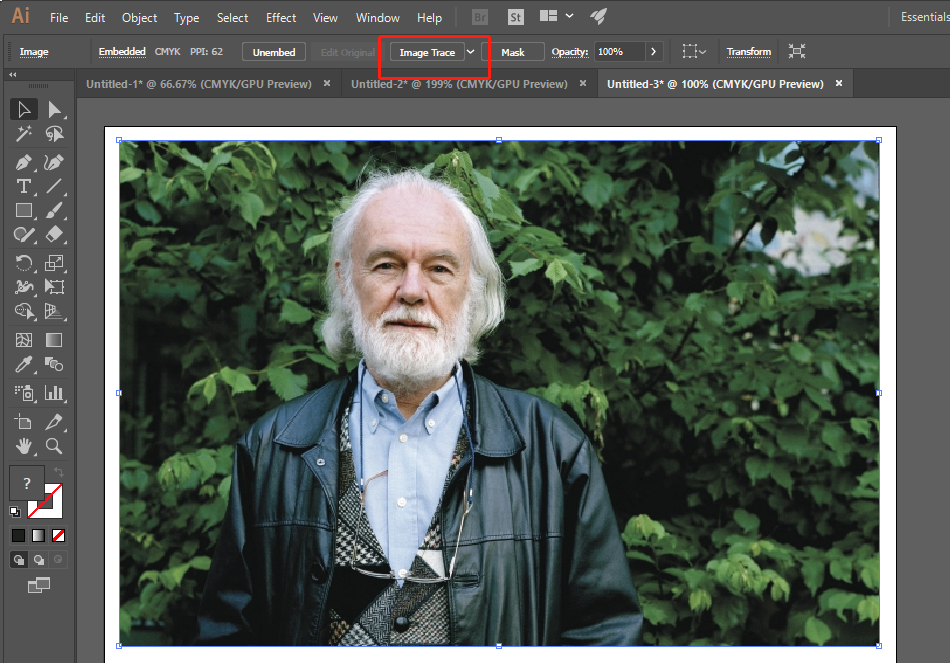 Ai File Edit Object Type Select Effect View Window Help Br St Essentials
Image Embedded CMYK PPI: 62 Unembed Edit Original Image Trace Mask Opacity: 100% Transform
Untitled-1* @ 66.67% (CMYK/GPU Preview) × Untitled-2* @ 199% (CMYK/GPU Preview) × Untitled-3* @ 100% (CMYK/GPU Preview) ×
T
?